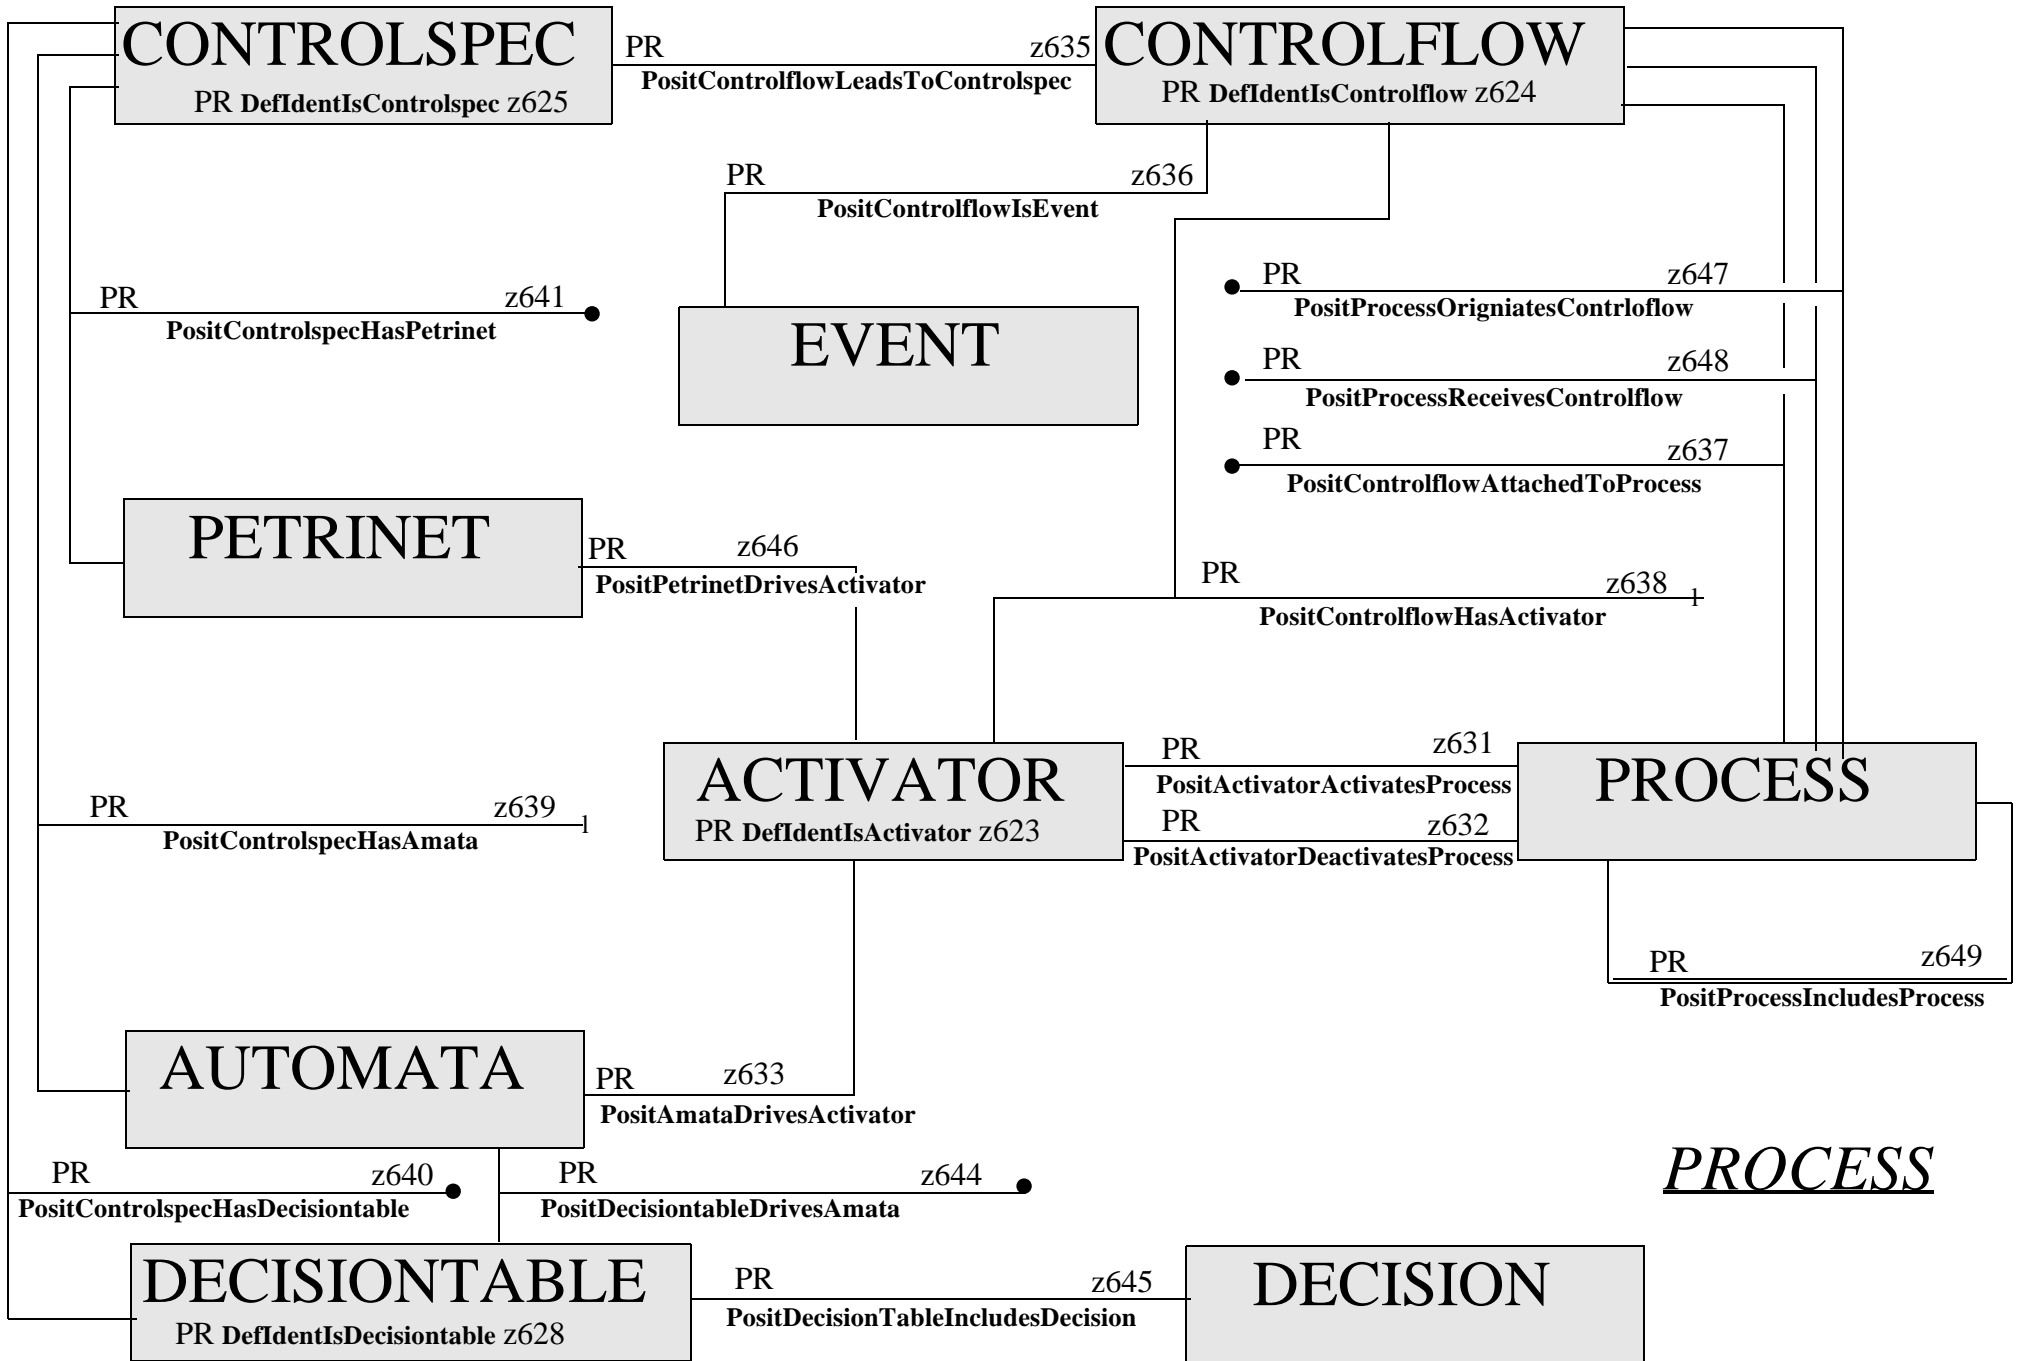 CONTROLSPEC
PR DefIdentIsControlspec z625
PR z635
PositControlflowLeadsToControlspec
CONTROLFLOW
PR DefIdentIsControlflow z624
PR z636
PositControlflowIsEvent
PR z647
PositProcessOrigniatesContrloflow
PR z641
PositControlspecHasPetrinet
EVENT
PR z648
PositProcessReceivesControlflow
PR z637
PositControlflowAttachedToProcess
PETRINET
PR z646
PositPetrinetDrivesActivator
PR z638 l
PositControlflowHasActivator
ACTIVATOR
PR DefIdentIsActivator z623
PR z631
PositActivatorActivatesProcess
PR z632
PositActivatorDeactivatesProcess
PROCESS
PR z639 l
PositControlspecHasAmata
PR z649
PositProcessIncludesProcess
AUTOMATA
PR z633
PositAmataDrivesActivator
PR z640
PositControlspecHasDecisiontable
PR z644
PositDecisiontableDrivesAmata
PROCESS
DECISIONTABLE
PR DefIdentIsDecisiontable z628
PR z645
PositDecisionTableIncludesDecision
DECISION